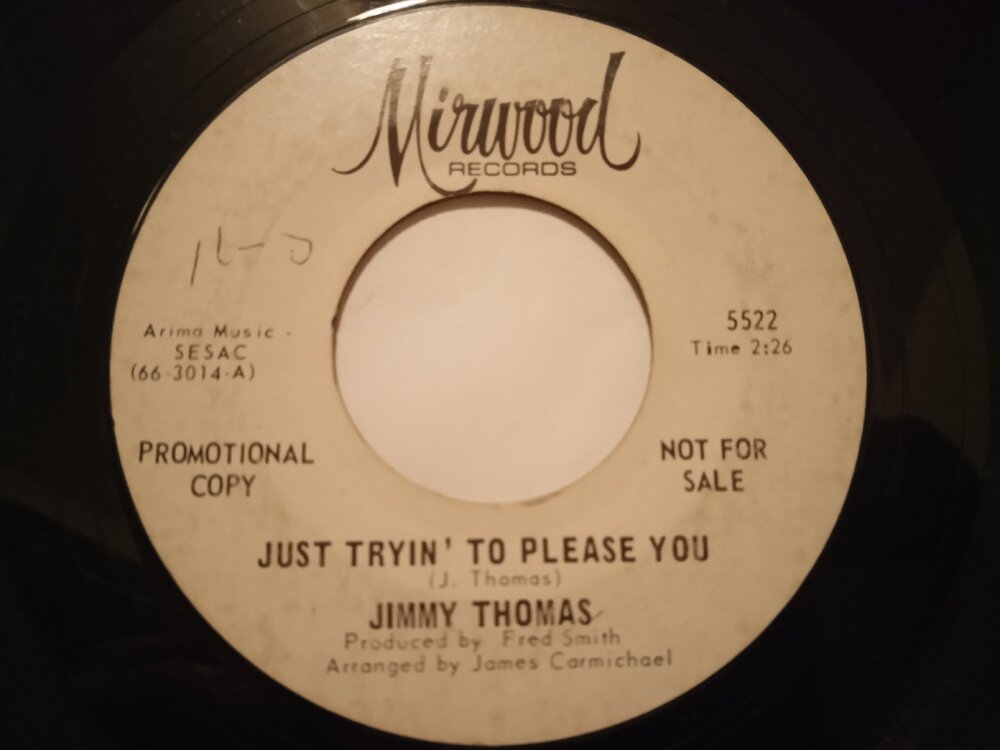 Mirwood
RECORDS
Arima Music -
SESAC
(66-3014-A)
5522
Time 2:26
PROMOTIONAL
COPY
NOT FOR
SALE
JUST TRYIN' TO PLEASE YOU
(J. Thomas)
JIMMY THOMAS
Produced by Fred Smith
Arranged by James Carmichael